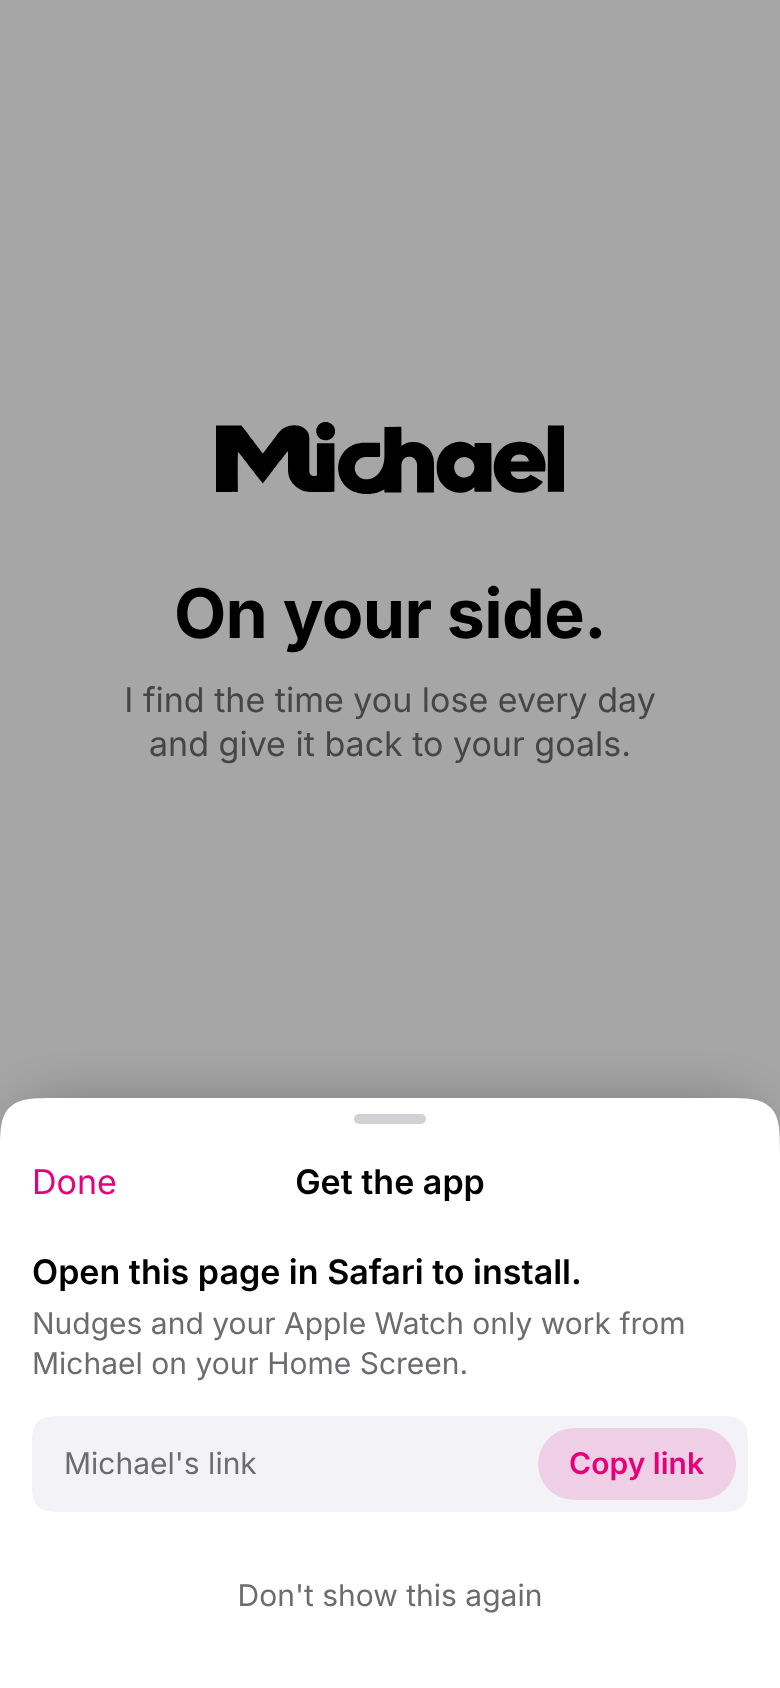 Michael
On your side.
I find the time you lose every day
and give it back to your goals.
Done
Get the app
Open this page in Safari to install.
Nudges and your Apple Watch only work from
Michael on your Home Screen.
Michael's link
Copy link
Don't show this again